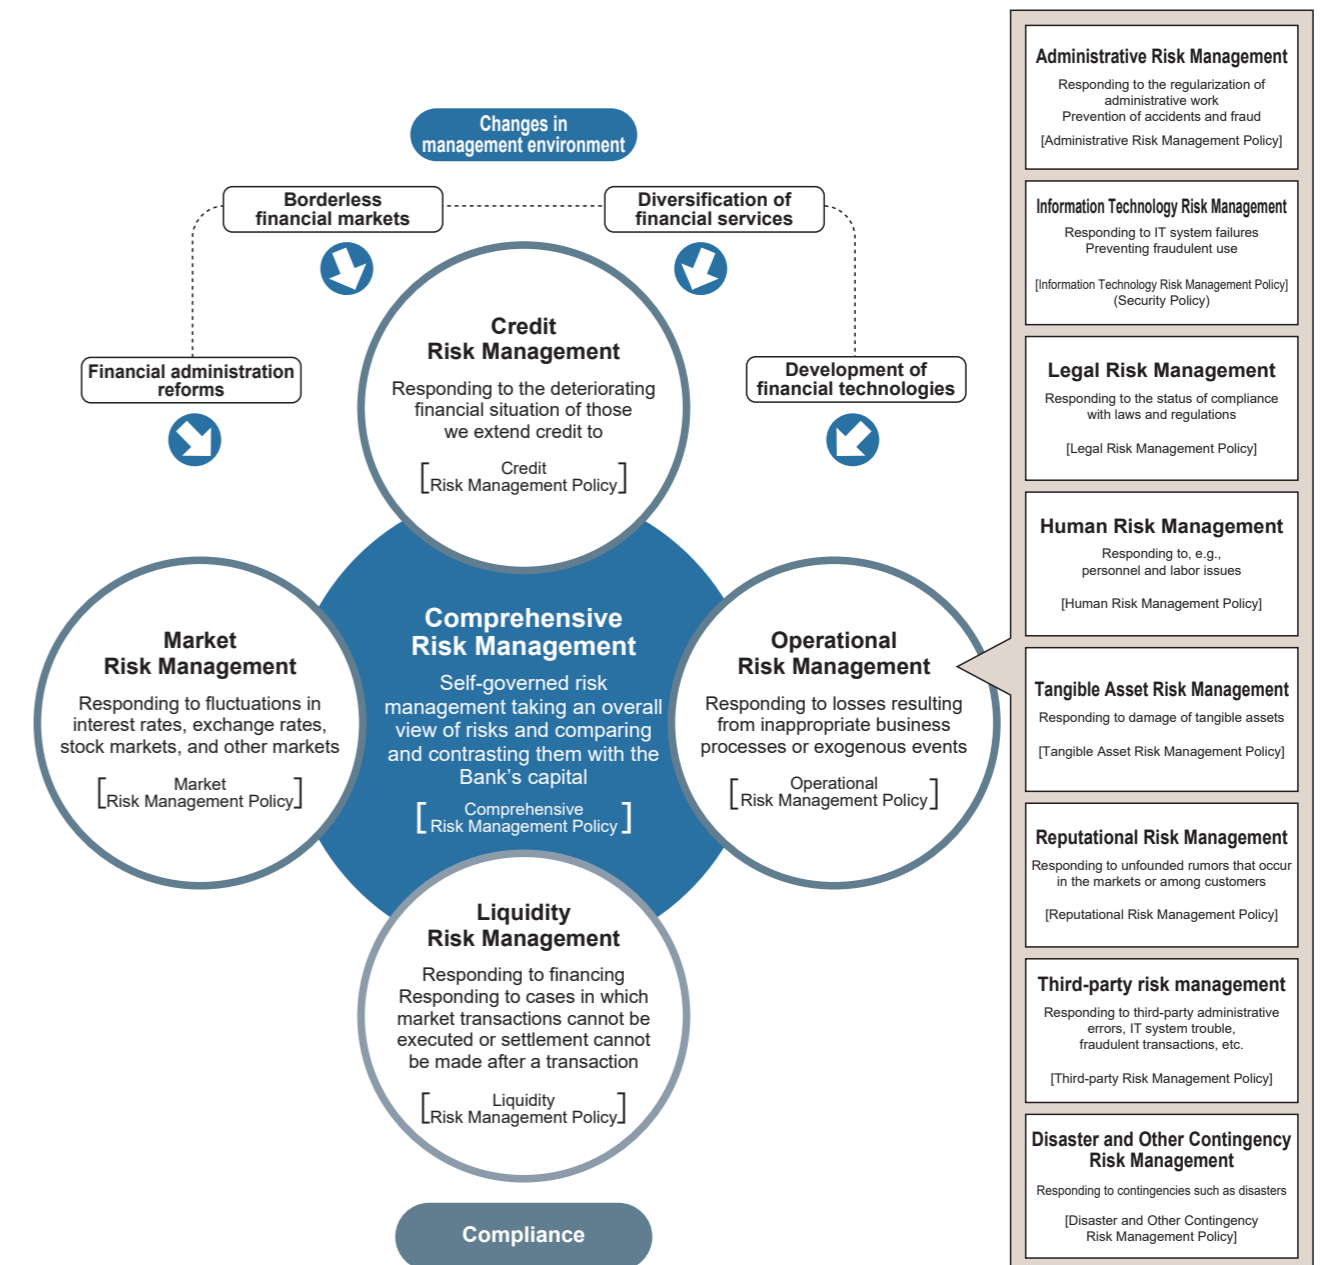 Changes in
management environment
Borderless
financial markets
Diversification of
financial services
Financial administration
reforms
Development of
financial technologies
Credit
Risk Management
Responding to the deteriorating
financial situation of those
we extend credit to
[Credit
Risk Management Policy]
Market
Risk Management
Responding to fluctuations in
interest rates, exchange rates,
stock markets, and other markets
[Market
Risk Management Policy]
Comprehensive
Risk Management
Self-governed risk
management taking an overall
view of risks and comparing
and contrasting them with the
Bank’s capital
[Comprehensive
Risk Management Policy]
Operational
Risk Management
Responding to losses resulting
from inappropriate business
processes or exogenous events
[Operational
Risk Management Policy]
Liquidity
Risk Management
Responding to financing
Responding to cases in which
market transactions cannot be
executed or settlement cannot
be made after a transaction
[Liquidity
Risk Management Policy]
Compliance
Administrative Risk Management
Responding to the regularization of
administrative work
Prevention of accidents and fraud
[Administrative Risk Management Policy]
Information Technology Risk Management
Responding to IT system failures
Preventing fraudulent use
[Information Technology Risk Management Policy]
(Security Policy)
Legal Risk Management
Responding to the status of compliance
with laws and regulations
[Legal Risk Management Policy]
Human Risk Management
Responding to, e.g.,
personnel and labor issues
[Human Risk Management Policy]
Tangible Asset Risk Management
Responding to damage of tangible assets
[Tangible Asset Risk Management Policy]
Reputational Risk Management
Responding to unfounded rumors that occur
in the markets or among customers
[Reputational Risk Management Policy]
Third-party risk management
Responding to third-party administrative
errors, IT system trouble,
fraudulent transactions, etc.
[Third-party Risk Management Policy]
Disaster and Other Contingency
Risk Management
Responding to contingencies such as disasters
[Disaster and Other Contingency
Risk Management Policy]